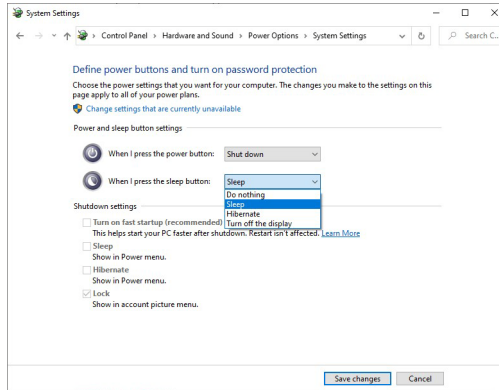 System Settings
Control Panel > Hardware and Sound > Power Options > System Settings
Search C...
Define power buttons and turn on password protection
Choose the power settings that you want for your computer. The changes you make to the settings on this
page apply to all of your power plans.
Change settings that are currently unavailable
Power and sleep button settings
When I press the power button: Shut down
When I press the sleep button: Sleep
Do nothing
Sleep
Hibernate
Turn off the display
Shutdown settings
Turn on fast startup (recommended)
This helps start your PC faster after shutdown. Restart isn't affected. Learn More
Sleep
Show in Power menu.
Hibernate
Show in Power menu.
Lock
Show in account picture menu.
Save changes Cancel